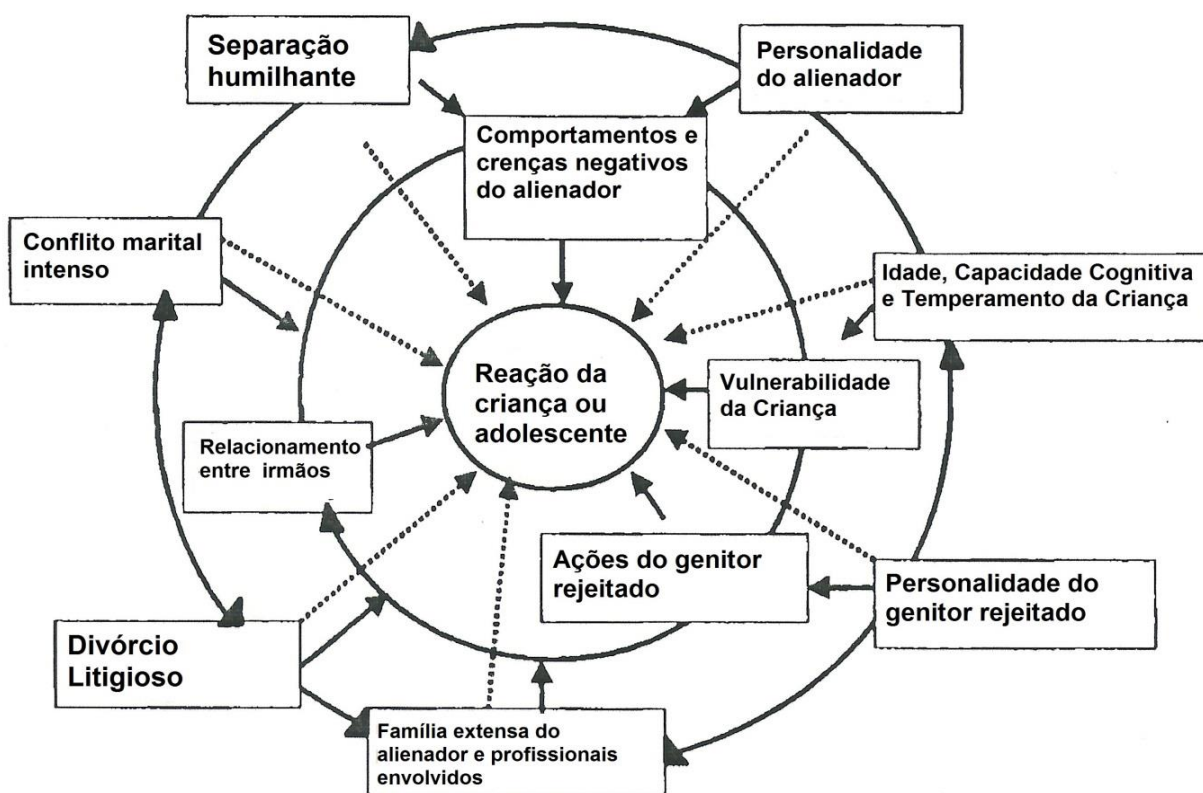 Separação
humilhante
Personalidade
do alienador
Comportamentos e
crenças negativos
do alienador
Conflito marital
intenso
Idade, Capacidade Cognitiva
e Temperamento da Criança
Reação da
criança ou
adolescente
Vulnerabilidade
da Criança
Relacionamento
entre irmãos
Ações do genitor
rejeitado
Personalidade do
genitor rejeitado
Divórcio
Litigioso
Família extensa do
alienador e profissionais
envolvidos